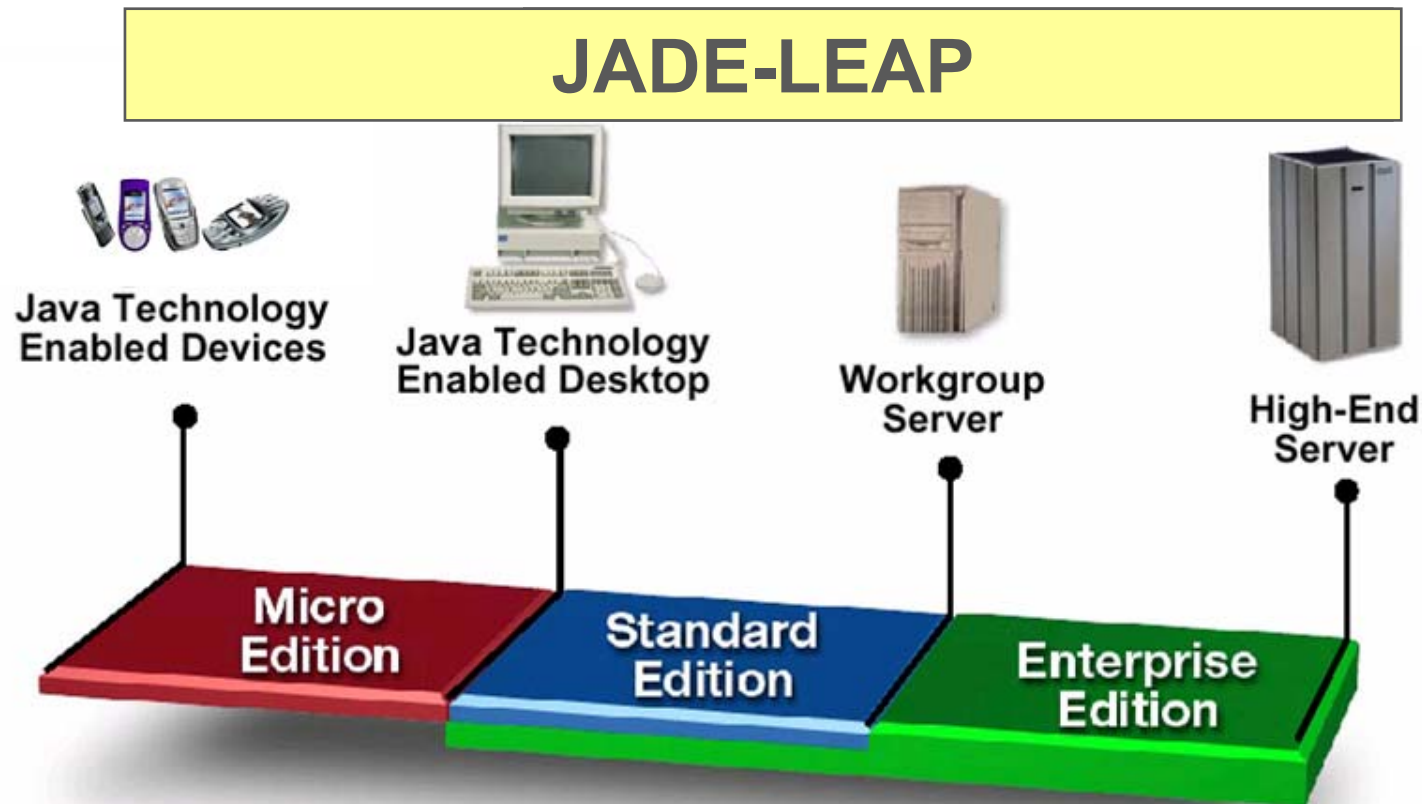 JADE-LEAP
Java Technology
Enabled Devices
Java Technology
Enabled Desktop
Workgroup
Server
High-End
Server
Micro
Edition
Standard
Edition
Enterprise
Edition